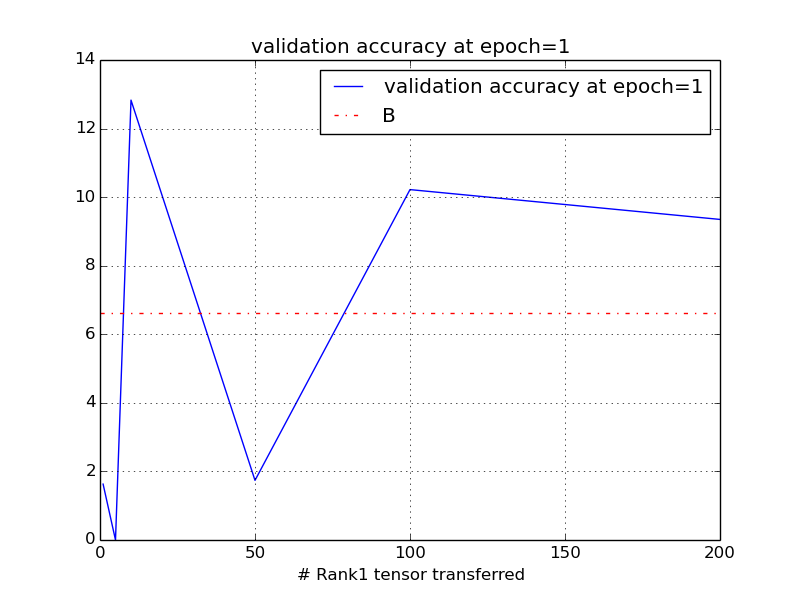 validation accuracy at epoch=1
14
12
10
8
6
4
2
0
validation accuracy at epoch=1
B
0 50 100 150 200
# Rank1 tensor transferred